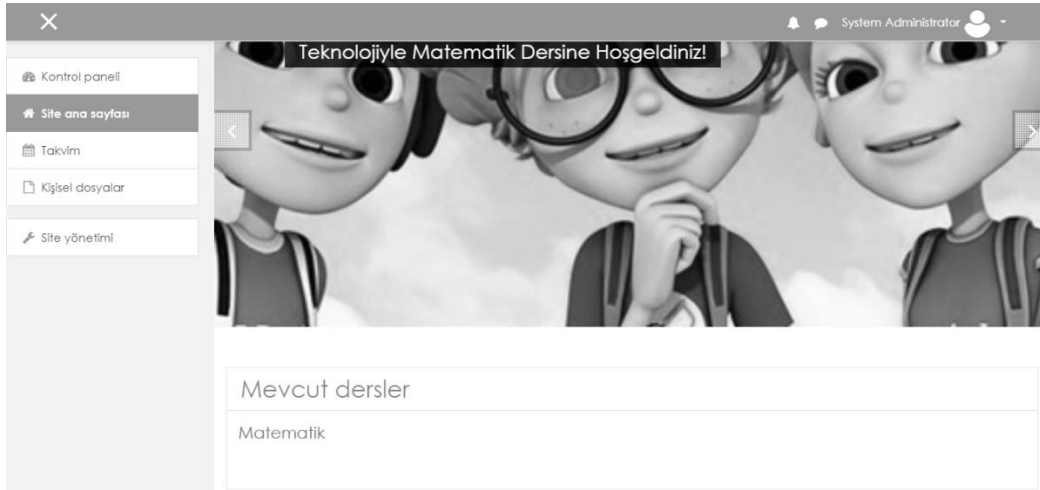 System Administrator
Teknolojiyle Matematik Dersine Hoşgeldiniz!
Kontrol paneli
Site ana sayfası
Takvim
Kişisel dosyalar
Site yönetimi
Mevcut dersler
Matematik